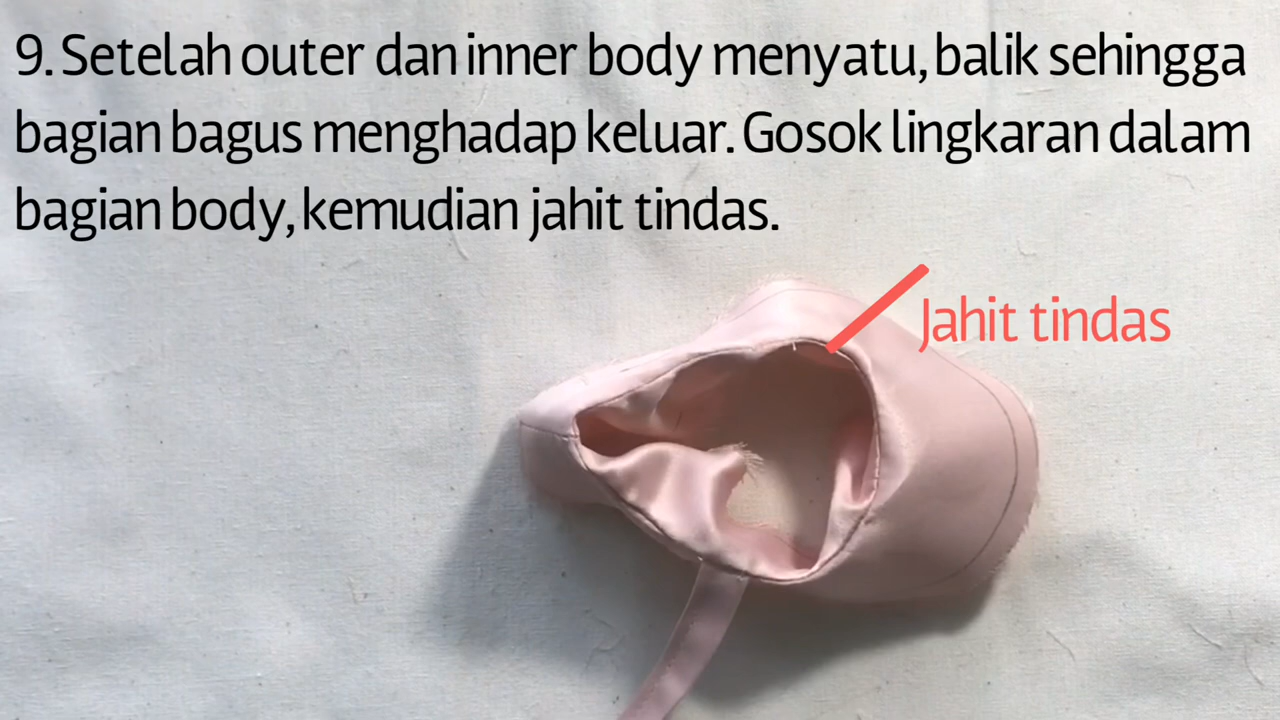 9. Setelah outer dan inner body menyatu, balik sehingga
bagian bagus menghadap keluar. Gosok lingkaran dalam
bagian body, kemudian jahit tindas.
Jahit tindas